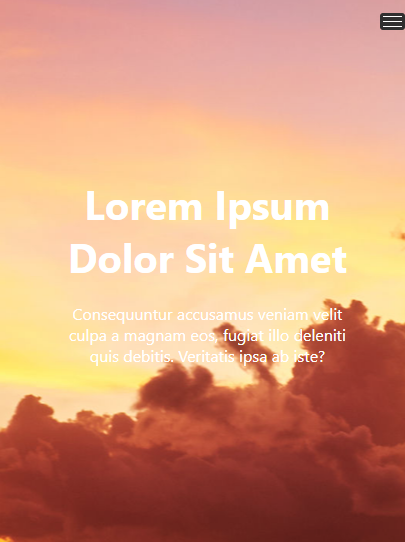 Lorem Ipsum
Dolor Sit Amet
Consequuntur accusamus veniam velit
culpa a magnam eos, fugiat illo deleniti
quis debitis. Veritatis ipsa ab iste?